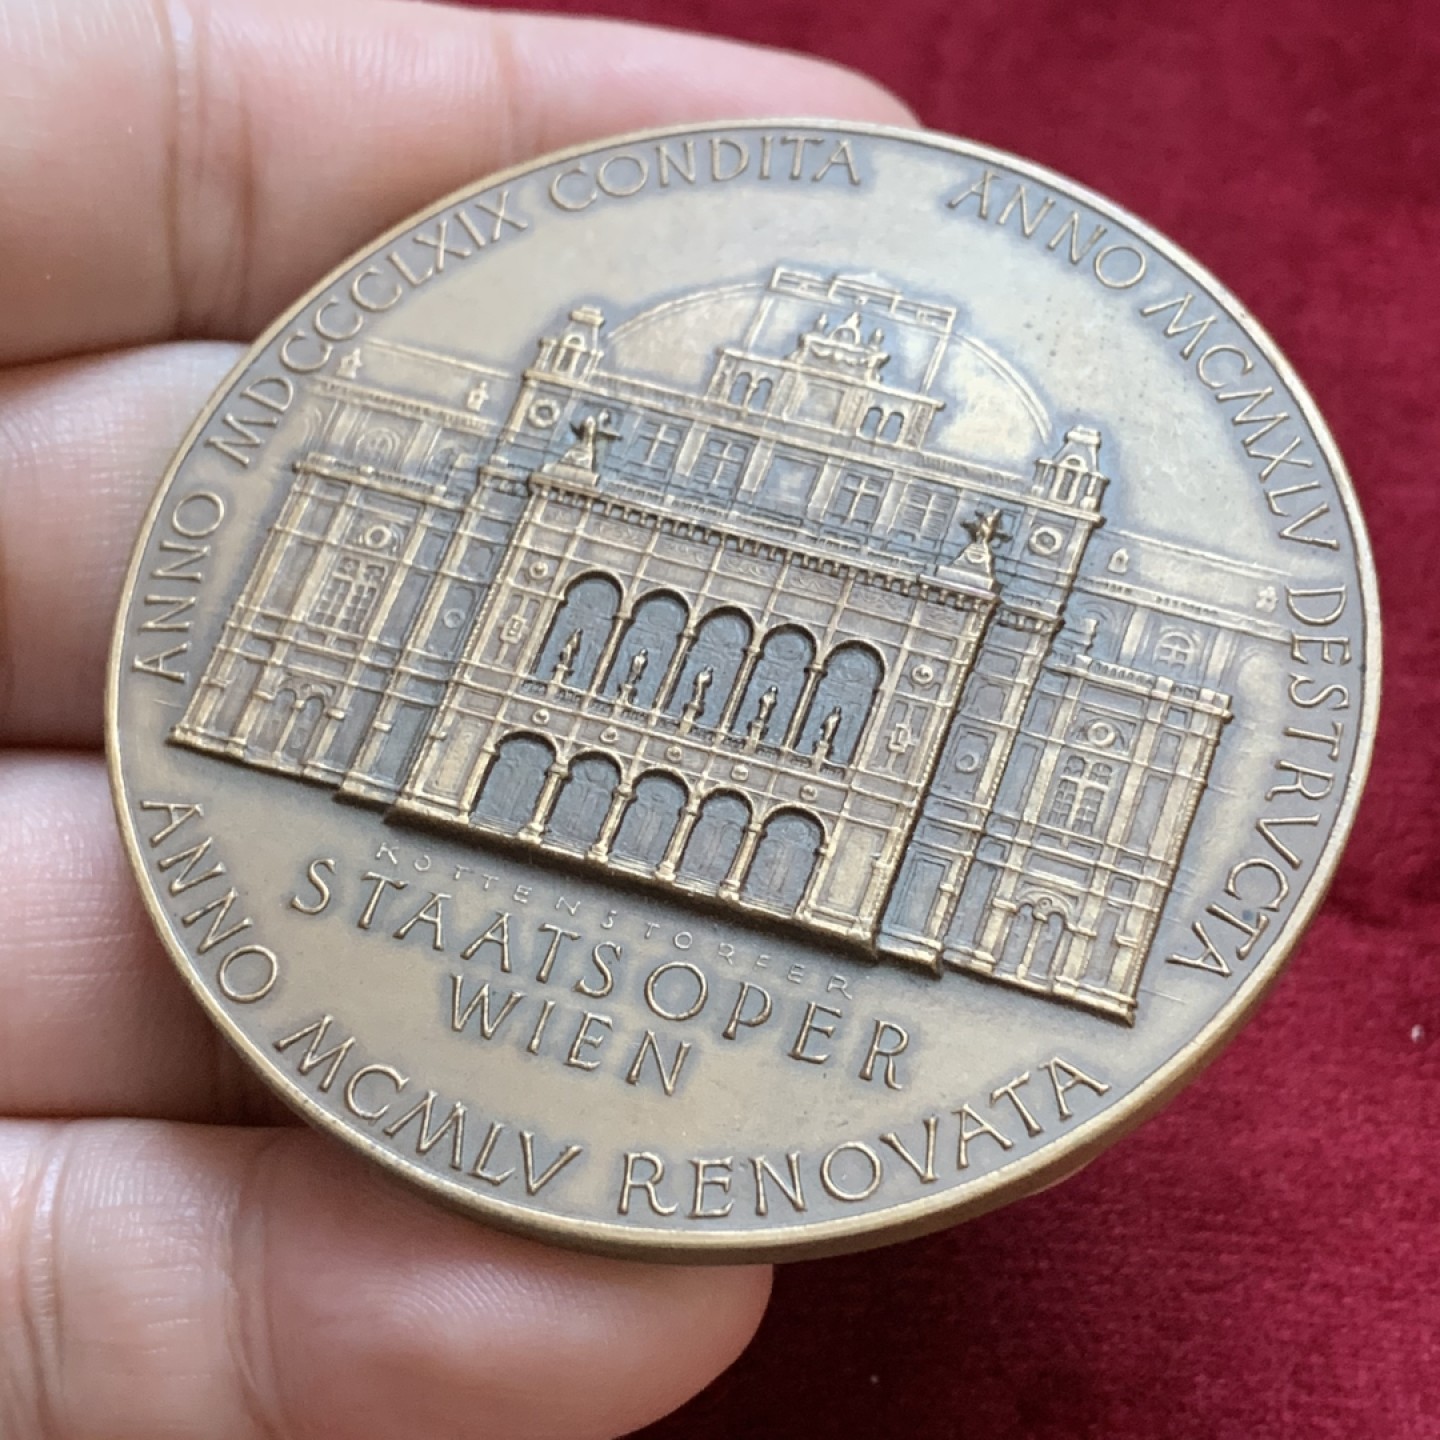 ANNO MDCCCLXIX CONDITA
ANNO MCMXLV DESTRVCTA
KOTTENSTORFER
STAATSOPER
WIEN
ANNO MCMLV RENOVATA